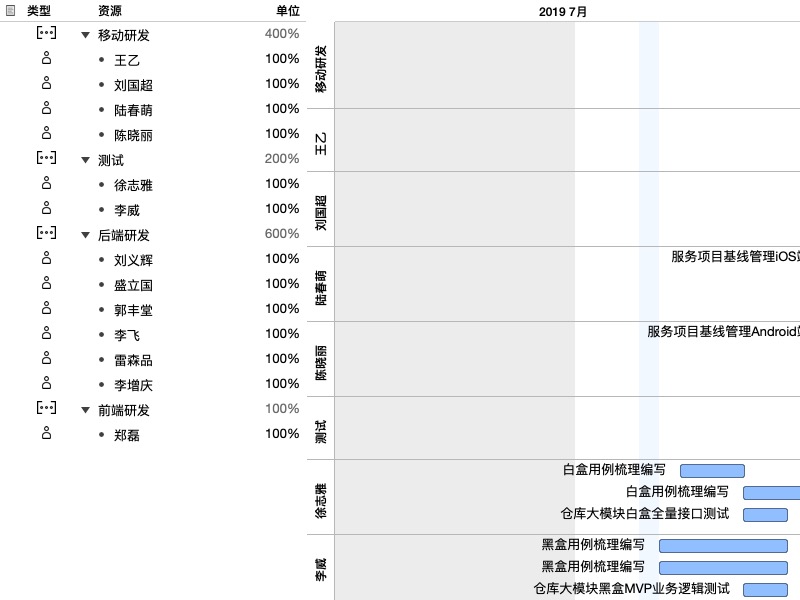 类型 资源 单位
移动研发 400%
王乙 100%
刘国超 100%
陆春萌 100%
陈晓丽 100%
测试 200%
徐志雅 100%
李威 100%
后端研发 600%
刘义辉 100%
盛立国 100%
郭丰堂 100%
李飞 100%
雷森品 100%
李增庆 100%
前端研发 100%
郑磊 100%
2019 7月
移动研发
王乙
刘国超
陆春萌
服务项目基线管理iOS
陈晓丽
服务项目基线管理Android
测试
徐志雅
白盒用例梳理编写
白盒用例梳理编写
仓库大模块白盒全量接口测试
李威
黑盒用例梳理编写
黑盒用例梳理编写
仓库大模块黑盒MVP业务逻辑测试